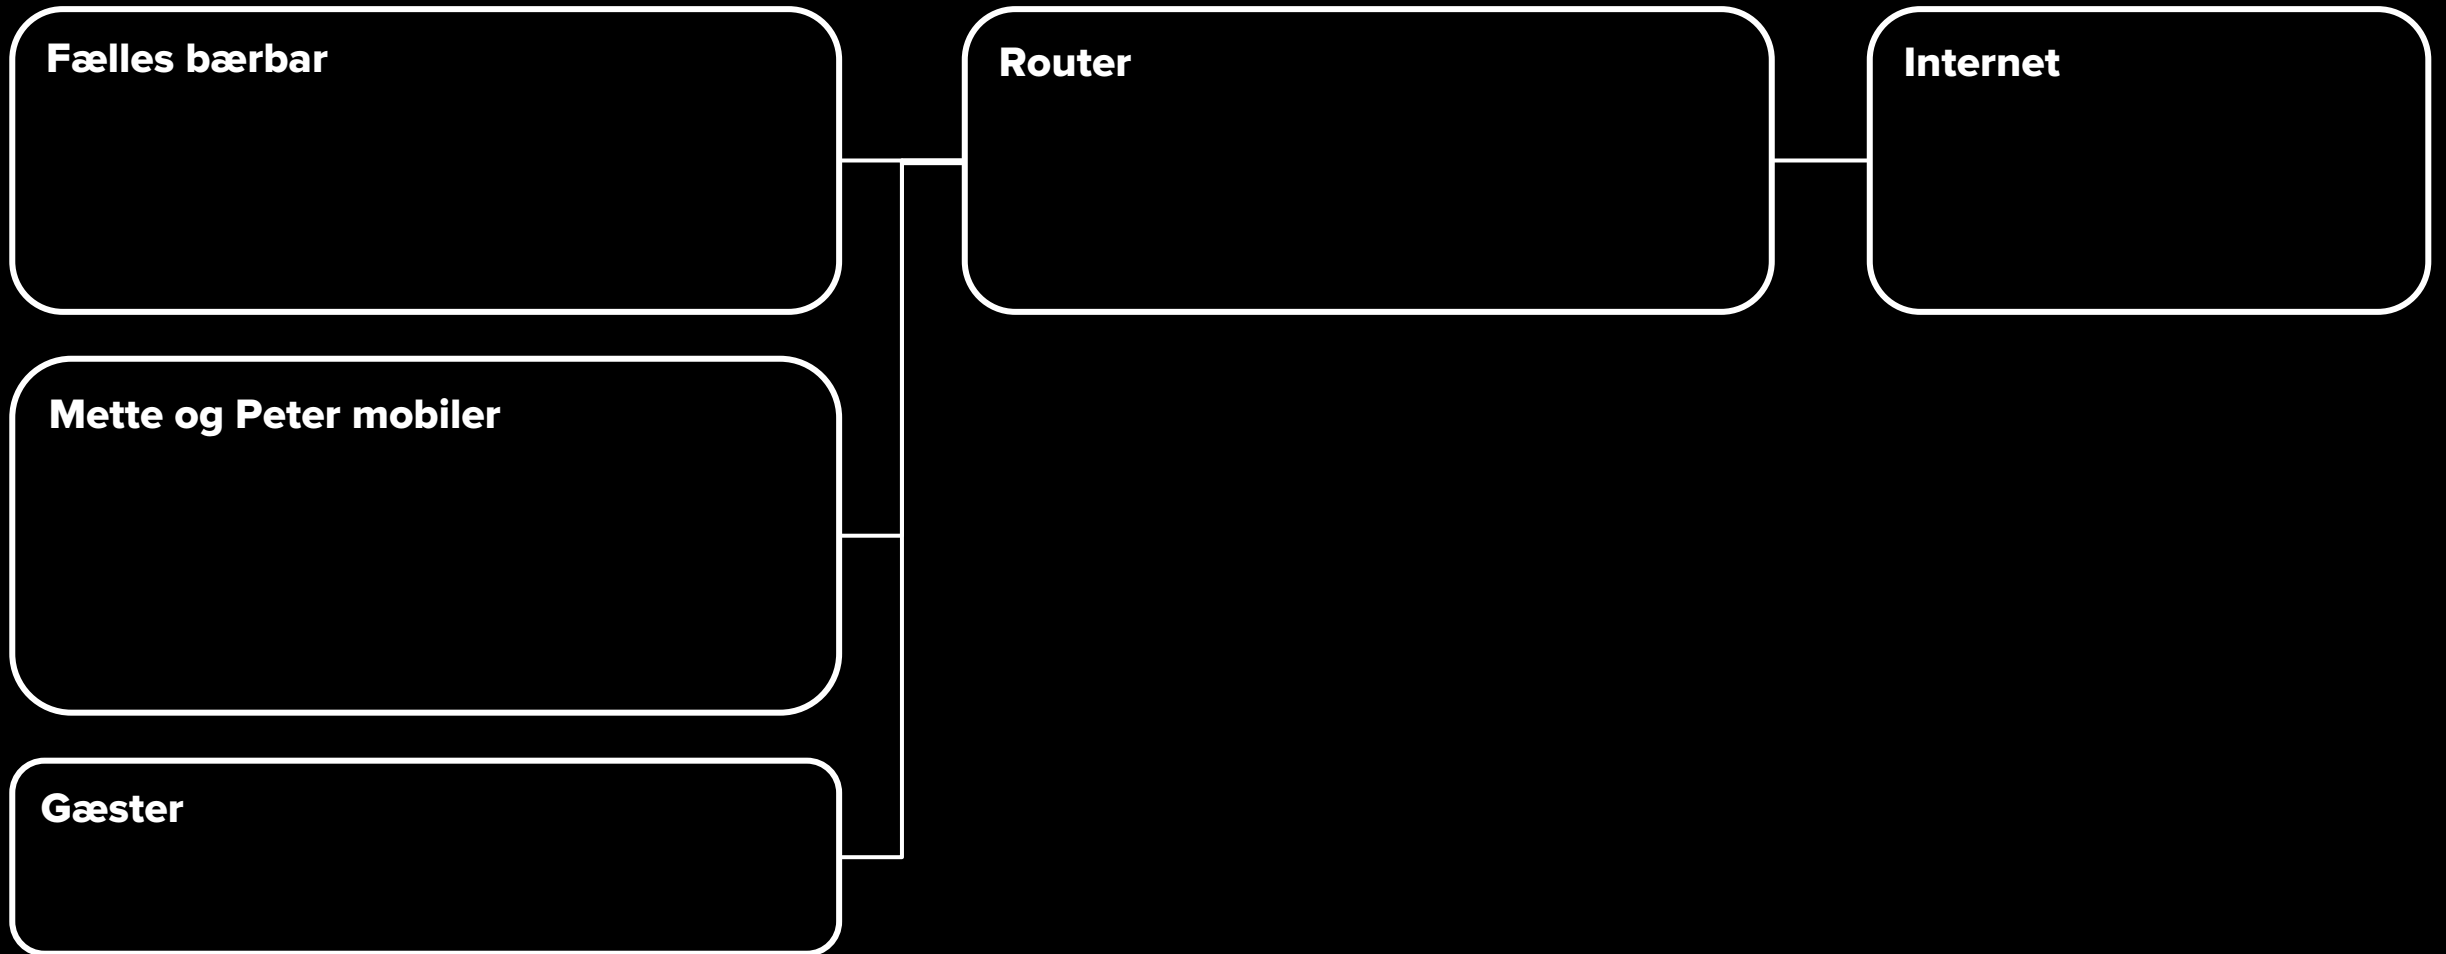 Fælles bærbar
Router
Internet
Mette og Peter mobiler
Gæster